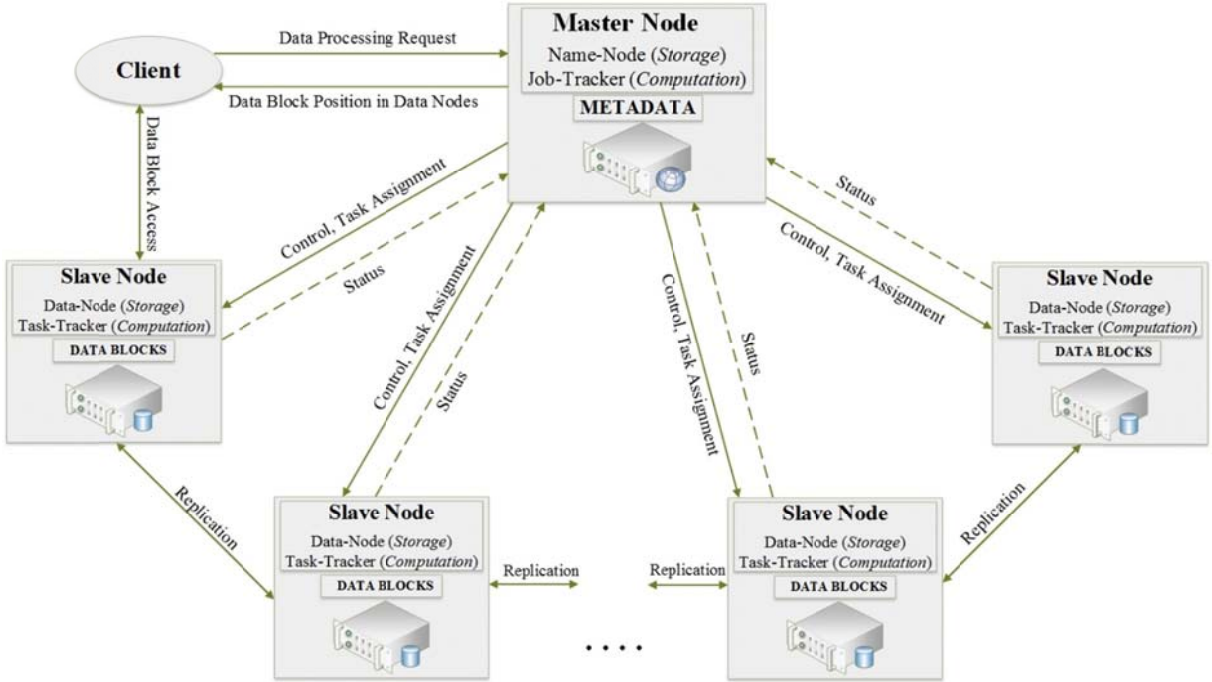 Master Node
Name-Node (Storage)
Job-Tracker (Computation)
METADATA
Client
Data Processing Request
Data Block Position in Data Nodes
Data Block Access
Control, Task Assignment
Status
Control, Task Assignment
Status
Control, Task Assignment
Status
Control, Task Assignment
Status
Slave Node
Data-Node (Storage)
Task-Tracker (Computation)
DATA BLOCKS
Slave Node
Data-Node (Storage)
Task-Tracker (Computation)
DATA BLOCKS
Replication
Replication
Slave Node
Data-Node (Storage)
Task-Tracker (Computation)
DATA BLOCKS
Replication
. . . .
Replication
Slave Node
Data-Node (Storage)
Task-Tracker (Computation)
DATA BLOCKS